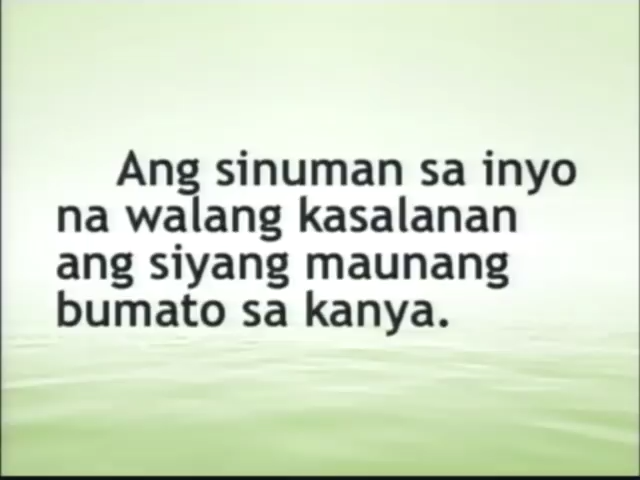 Ang sinuman sa inyo
na walang kasalanan
ang siyang maunang
bumato sa kanya.